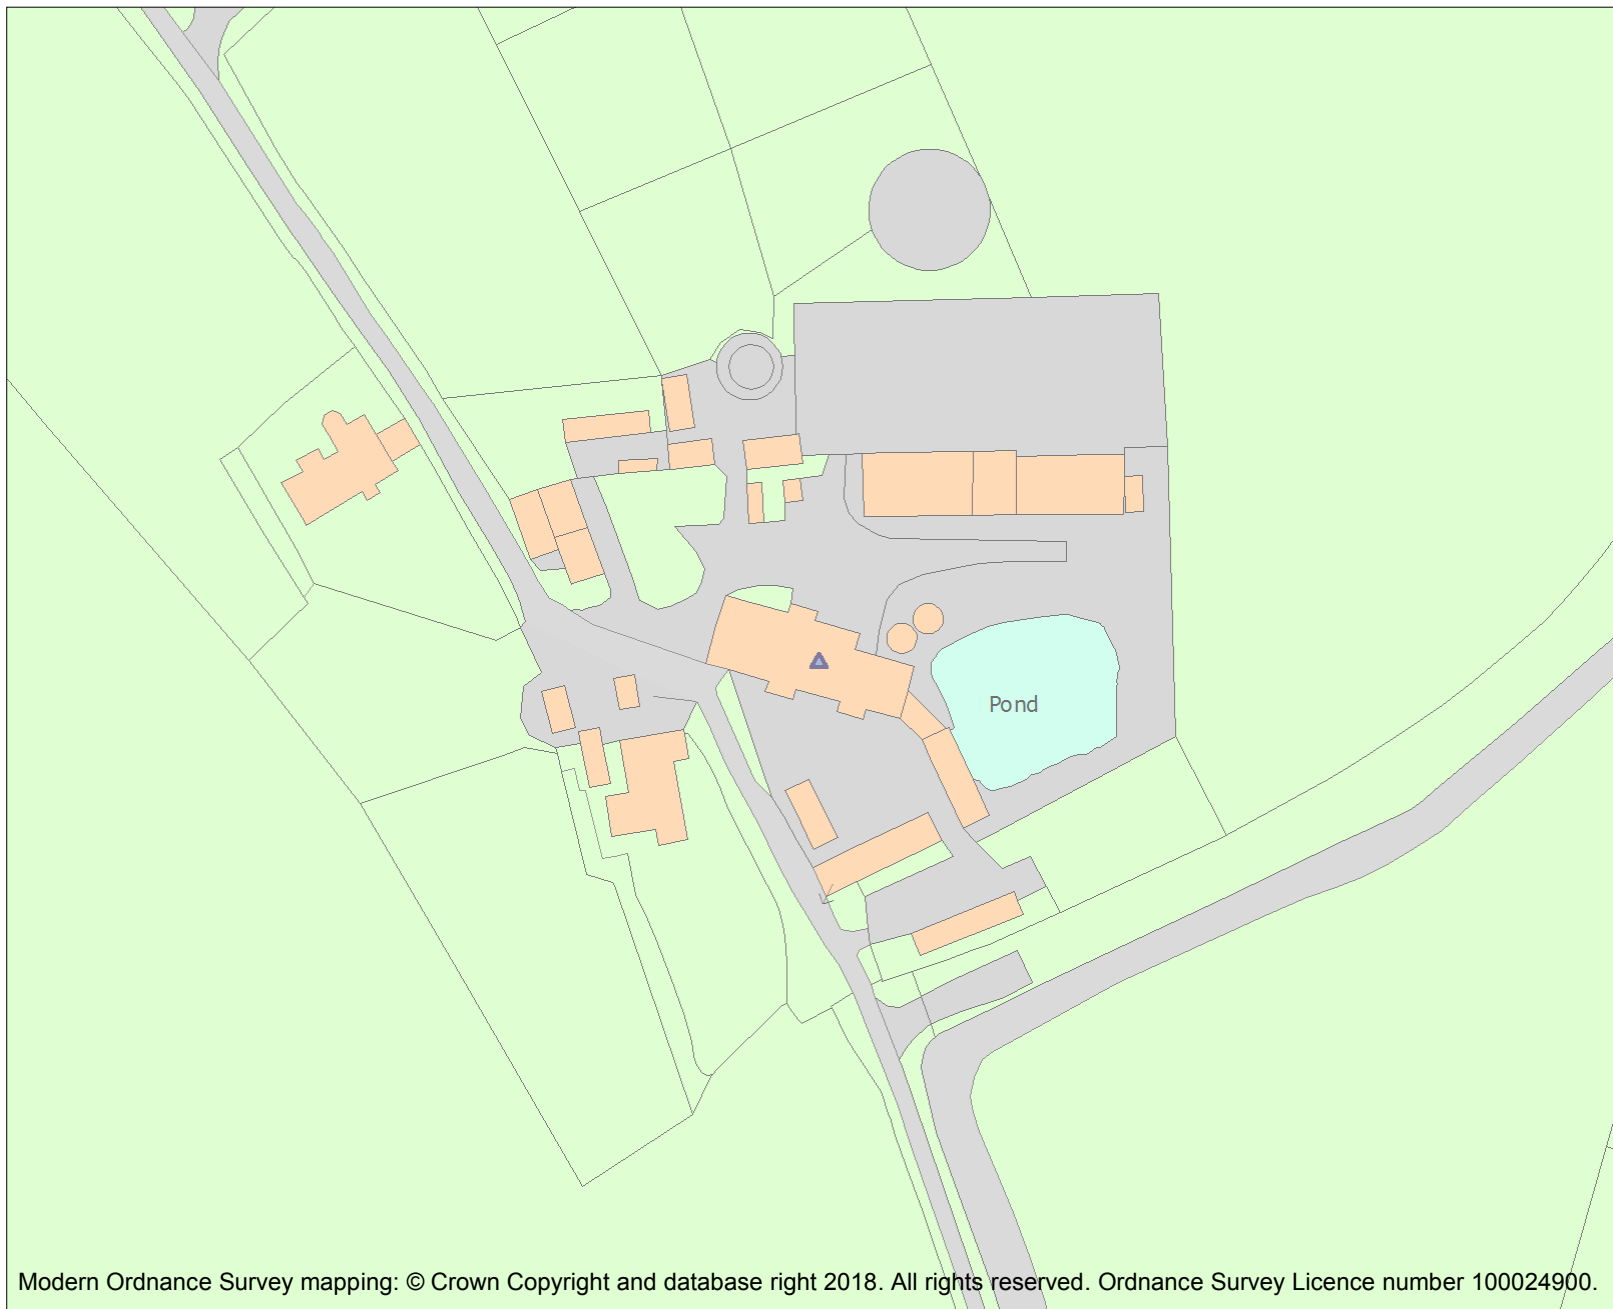 Pond
Modern Ordnance Survey mapping: © Crown Copyright and database right 2018. All rights reserved. Ordnance Survey Licence number 100024900.